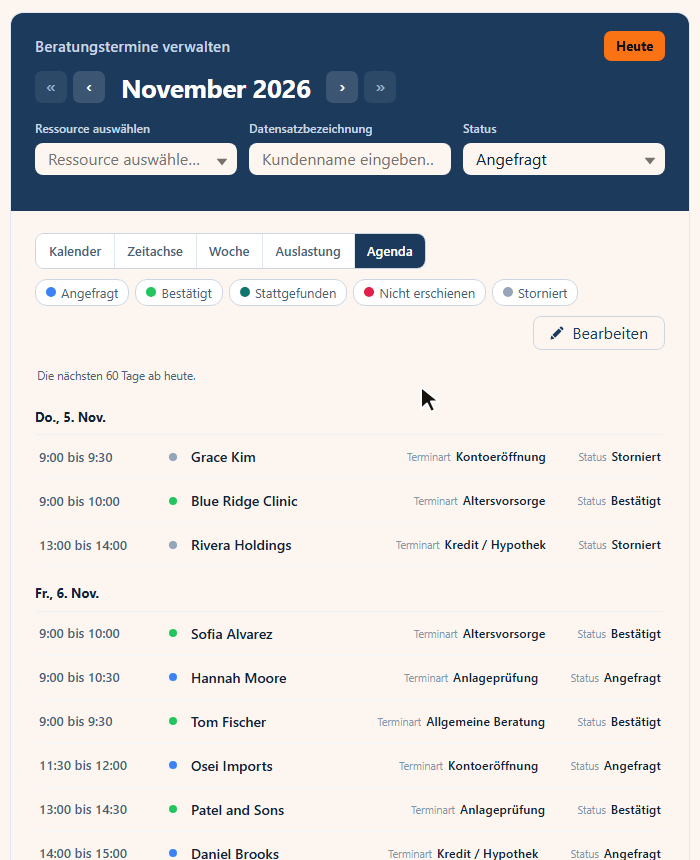 Beratungstermine verwalten
Heute
« ‹ November 2026 › »
Ressource auswählen Datensatzbezeichnung Status
Ressource auswähle... Kundenname eingeben.. Angefragt
Kalender Zeitachse Woche Auslastung Agenda
Angefragt Bestätigt Stattgefunden Nicht erschienen Storniert
Bearbeiten
Die nächsten 60 Tage ab heute.
Do., 5. Nov.
9:00 bis 9:30 Grace Kim Terminart Kontoeröffnung Status Storniert
9:00 bis 10:00 Blue Ridge Clinic Terminart Altersvorsorge Status Bestätigt
13:00 bis 14:00 Rivera Holdings Terminart Kredit / Hypothek Status Storniert
Fr., 6. Nov.
9:00 bis 10:00 Sofia Alvarez Terminart Altersvorsorge Status Bestätigt
9:00 bis 10:30 Hannah Moore Terminart Anlageprüfung Status Angefragt
9:00 bis 9:30 Tom Fischer Terminart Allgemeine Beratung Status Bestätigt
11:30 bis 12:00 Osei Imports Terminart Kontoeröffnung Status Angefragt
13:00 bis 14:30 Patel and Sons Terminart Anlageprüfung Status Bestätigt
14:00 bis 15:00 Daniel Brooks Terminart Kredit / Hypothek Status Angefragt